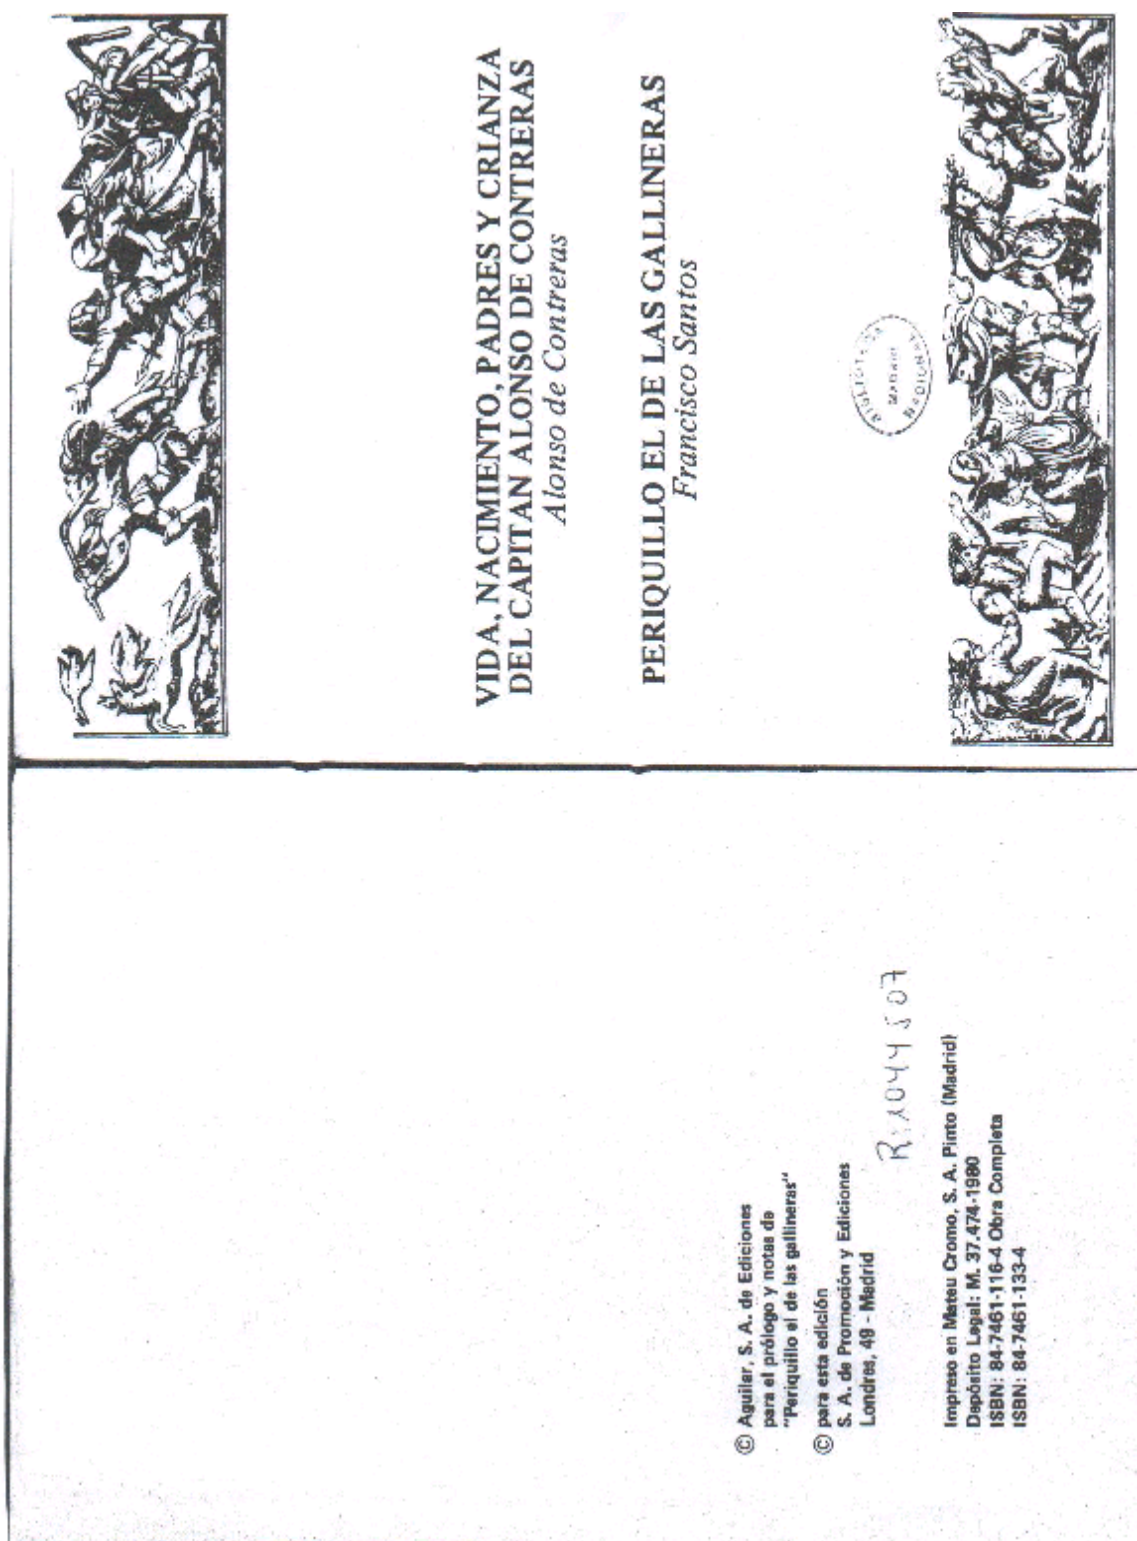 © Aguilar, S. A. de Ediciones
para el prólogo y notas de
"Periquillo el de las gallineras"
© para esta edición
S. A. de Promoción y Ediciones
Londres, 49 - Madrid
R:1044507
Impreso en Mateu Cromo, S. A. Pinto (Madrid)
Depósito Legal: M. 37.474-1980
ISBN: 84-7461-116-4 Obra Completa
ISBN: 84-7461-133-4
VIDA, NACIMIENTO, PADRES Y CRIANZA
DEL CAPITAN ALONSO DE CONTRERAS
Alonso de Contreras
PERIQUILLO EL DE LAS GALLINERAS
Francisco Santos
BIBLIOTECA
MADRID
NACIONAL